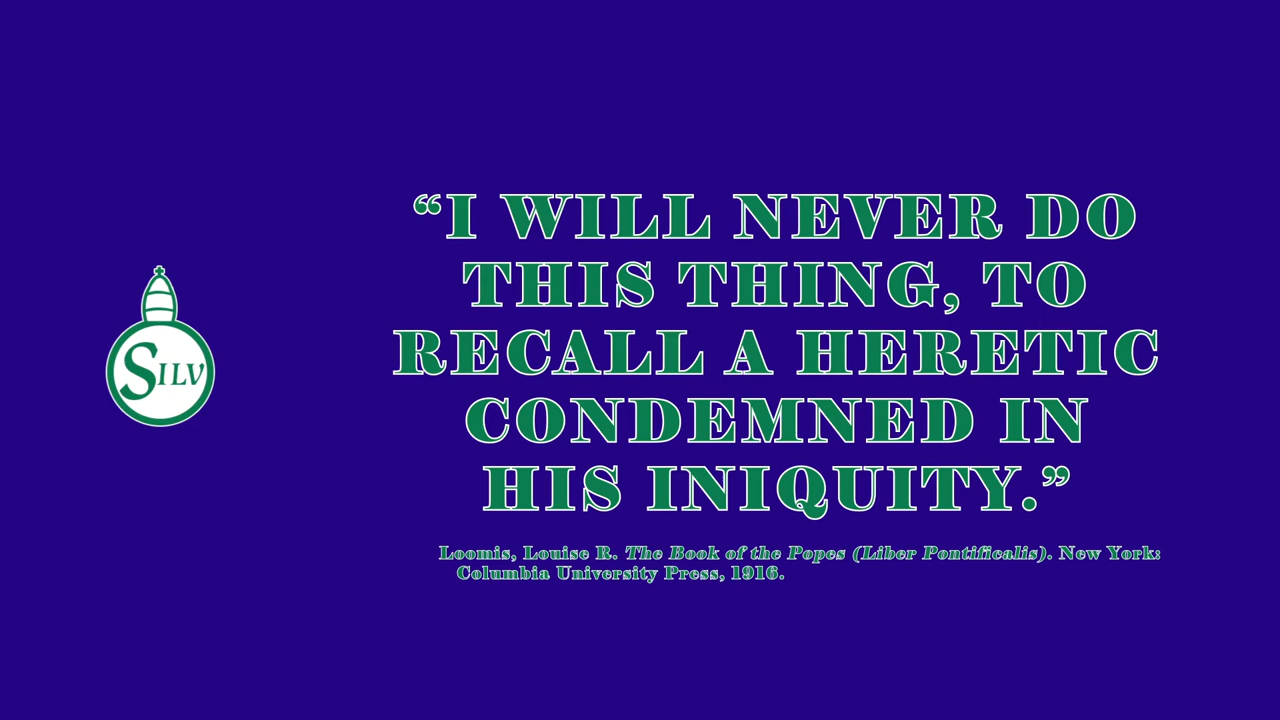 SILV
“I WILL NEVER DO
THIS THING, TO
RECALL A HERETIC
CONDEMNED IN
HIS INIQUITY.”
Loomis, Louise R. The Book of the Popes (Liber Pontificalis). New York:
Columbia University Press, 1916.